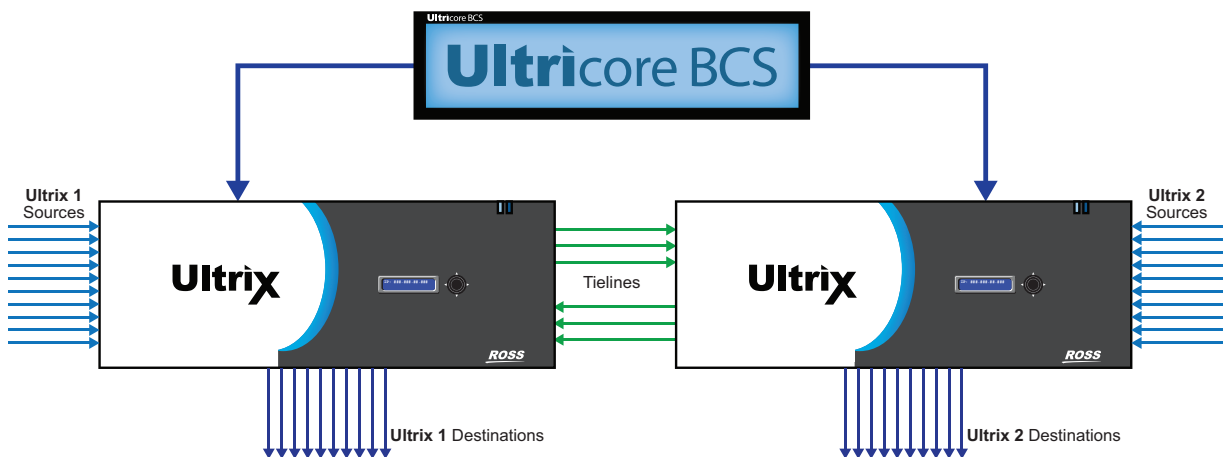 Ultricore BCS
Ultricore BCS
Ultrix 1
Sources
Ultrix 2
Sources
Ultrix
Tielines
Ultrix
ROSS
ROSS
Ultrix 1 Destinations
Ultrix 2 Destinations